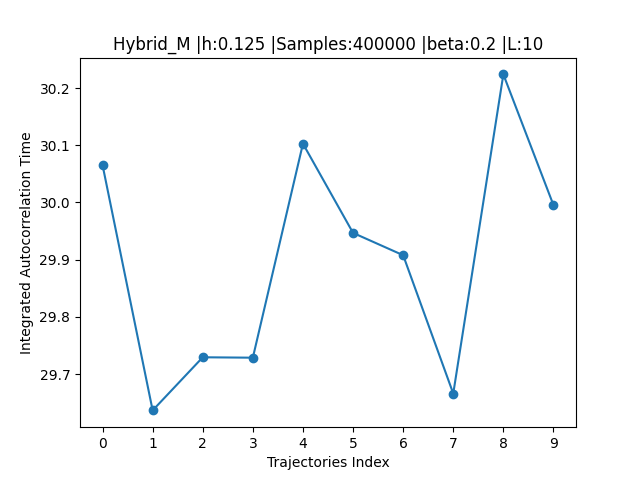 Hybrid_M |h:0.125 |Samples:400000 |beta:0.2 |L:10
Integrated Autocorrelation Time
30.2
30.1
30.0
29.9
29.8
29.7
0 1 2 3 4 5 6 7 8 9
Trajectories Index